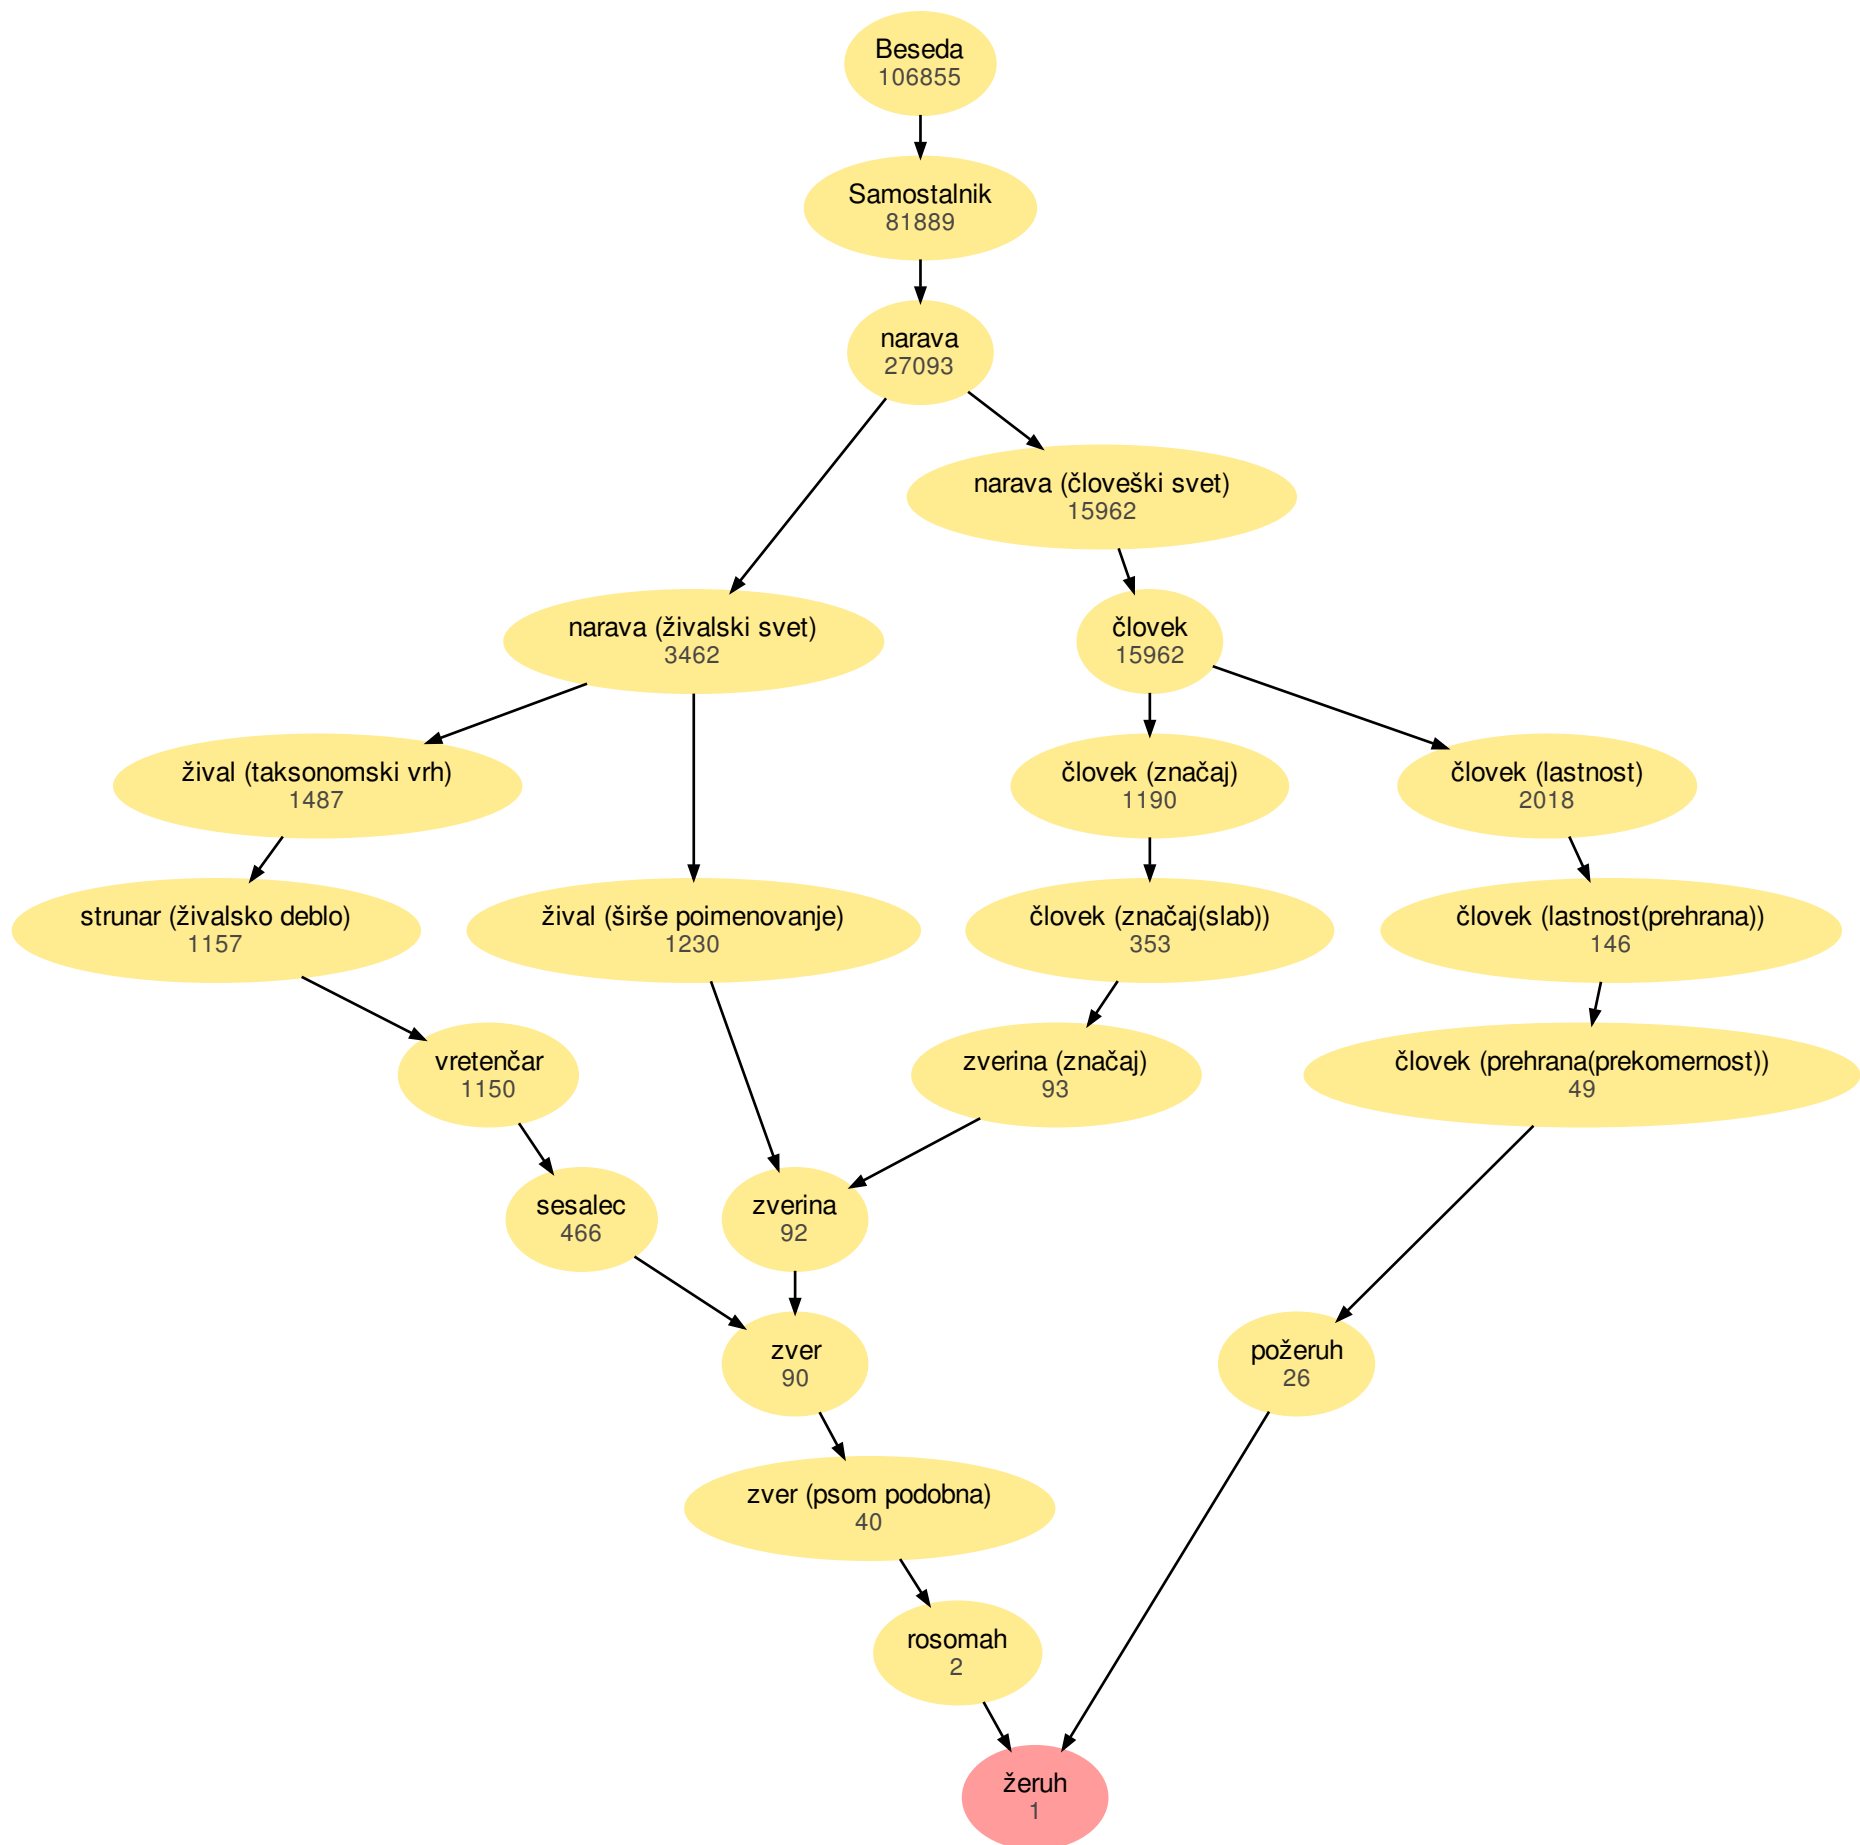 Beseda
106855
Samostalnik
81889
narava
27093
narava (človeški svet)
15962
narava (živalski svet)
3462
človek
15962
žival (taksonomski vrh)
1487
človek (značaj)
1190
človek (lastnost)
2018
strunar (živalsko deblo)
1157
žival (širše poimenovanje)
1230
človek (značaj(slab))
353
človek (lastnost(prehrana))
146
vretenčar
1150
zverina (značaj)
93
človek (prehrana(prekomernost))
49
sesalec
466
zverina
92
zver
90
požeruh
26
zver (psom podobna)
40
rosomah
2
žeruh
1